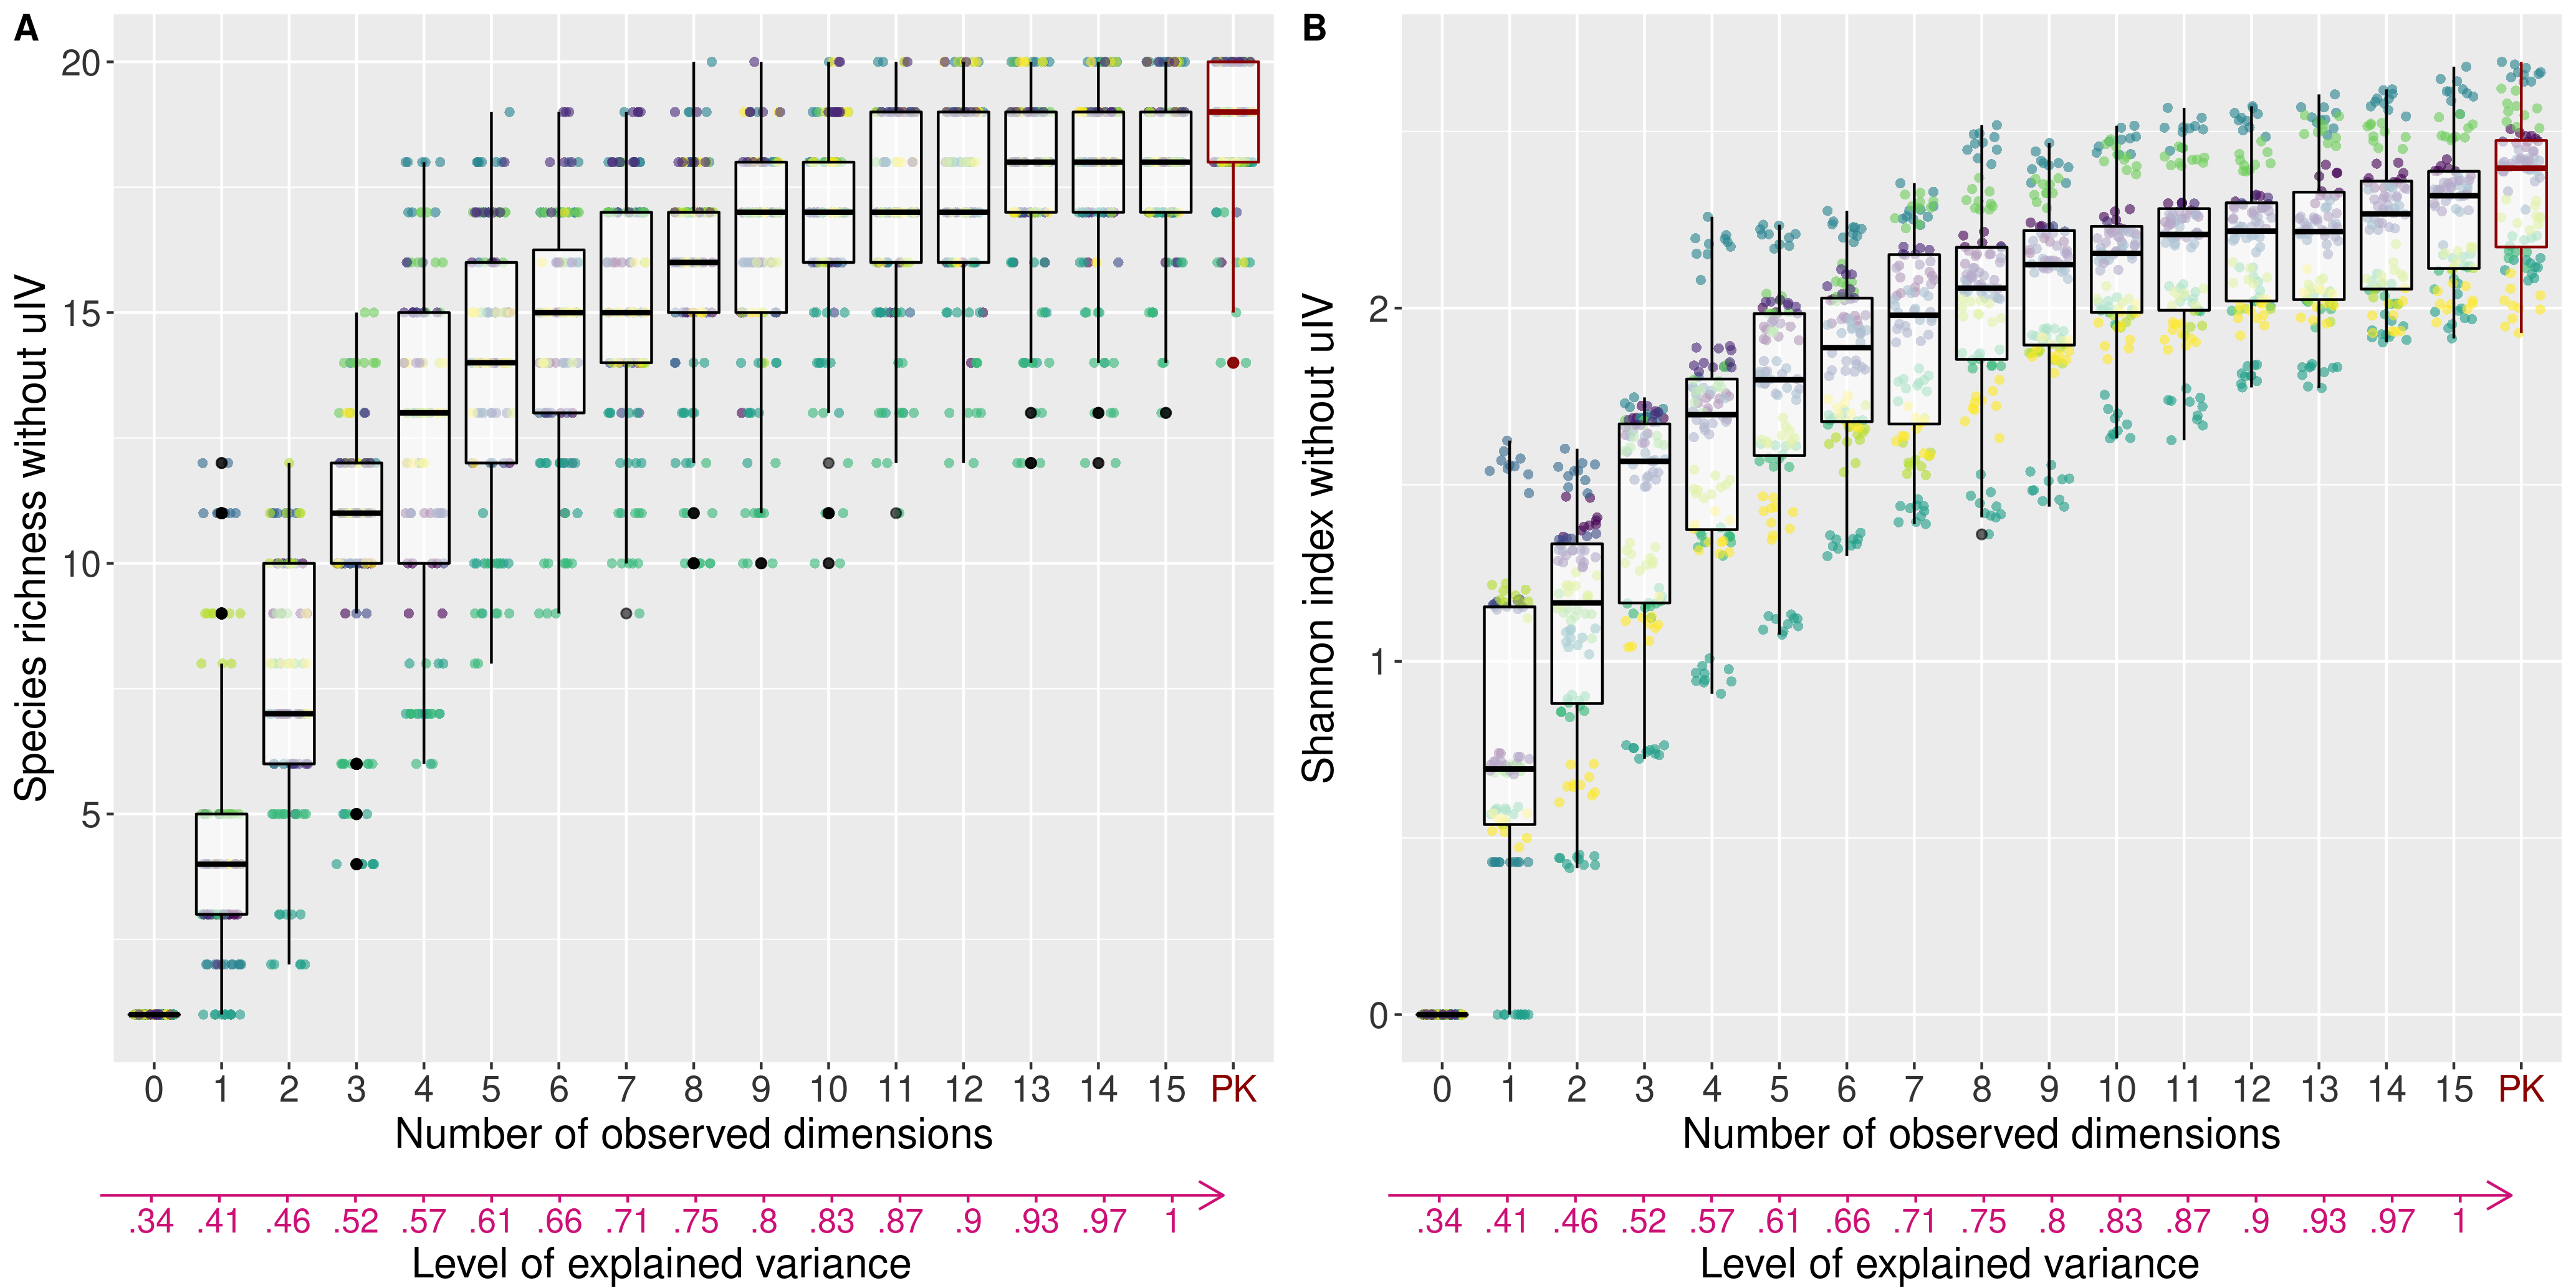 A
Species richness without uIV
20
15
10
5
0 1 2 3 4 5 6 7 8 9 10 11 12 13 14 15 PK
Number of observed dimensions
.34 .41 .46 .52 .57 .61 .66 .71 .75 .8 .83 .87 .9 .93 .97 1
Level of explained variance
B
Shannon index without uIV
2
1
0
0 1 2 3 4 5 6 7 8 9 10 11 12 13 14 15 PK
Number of observed dimensions
.34 .41 .46 .52 .57 .61 .66 .71 .75 .8 .83 .87 .9 .93 .97 1
Level of explained variance